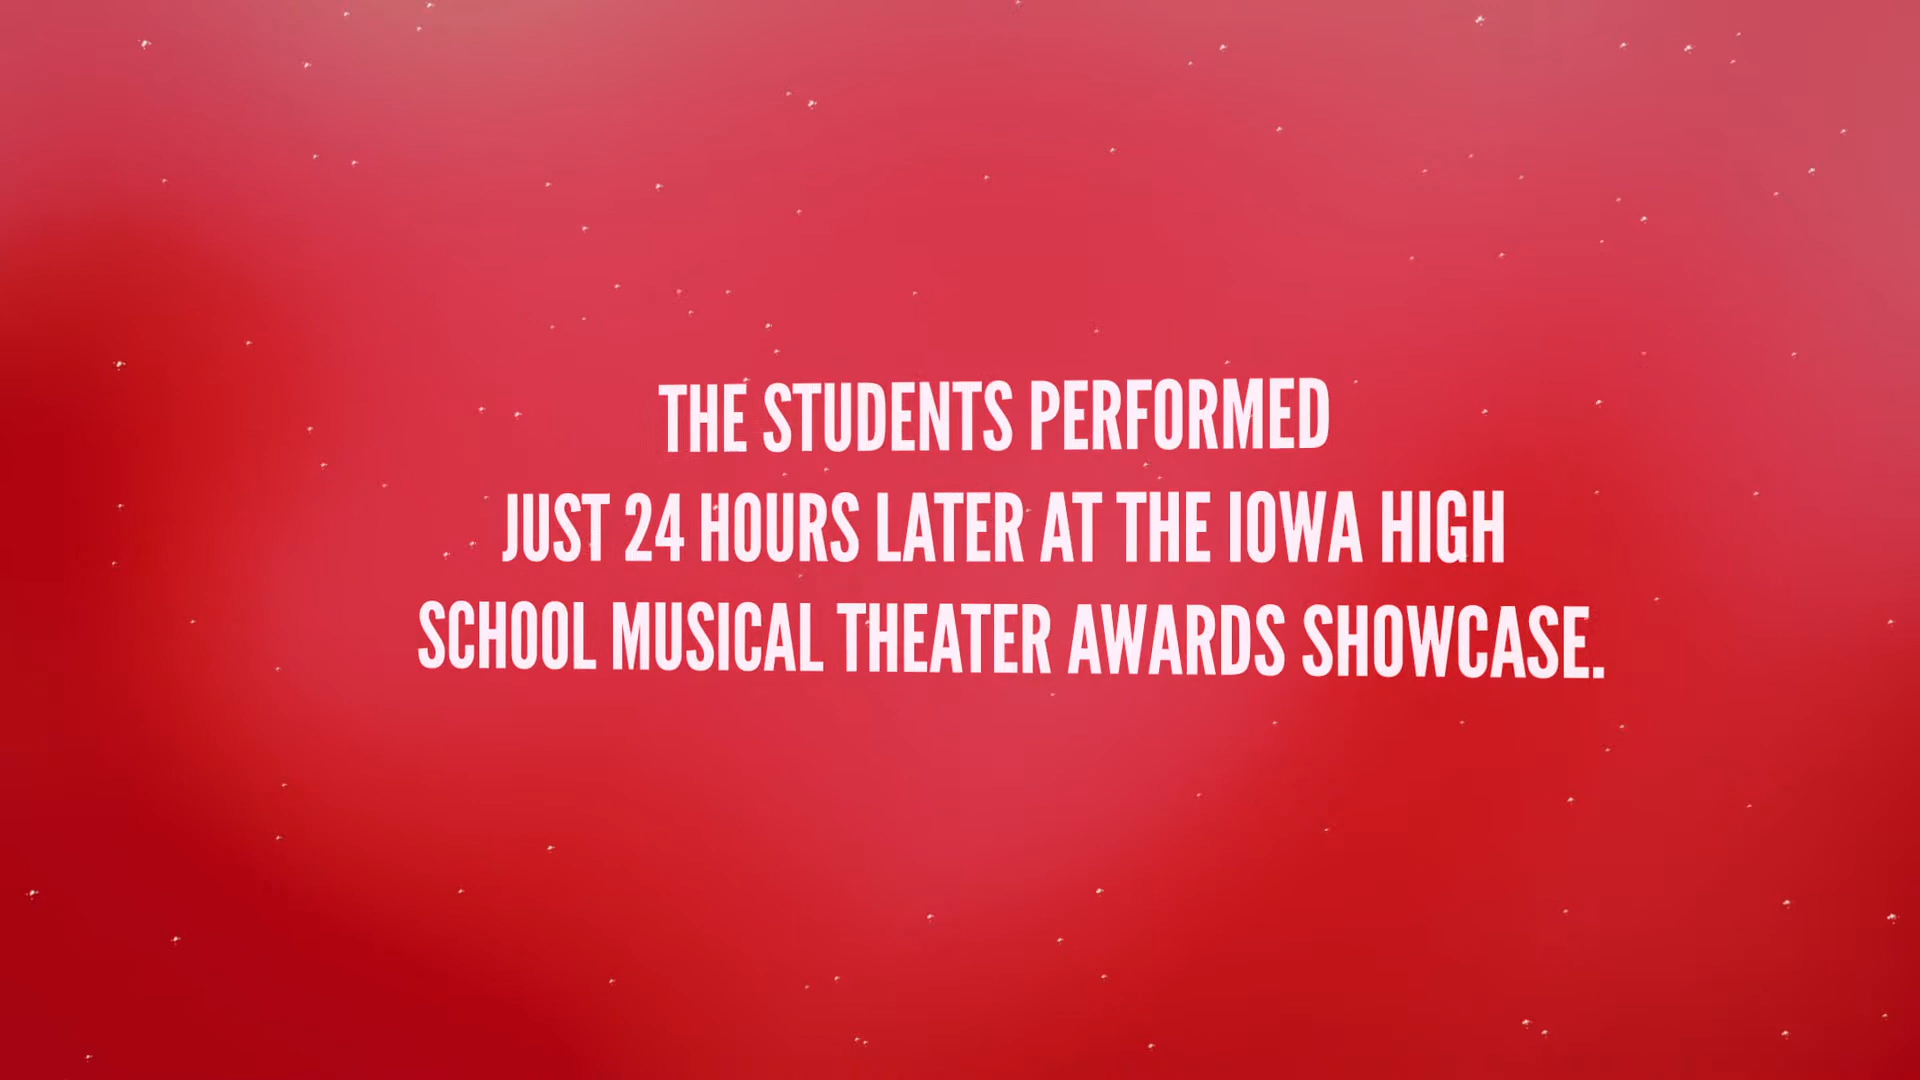 THE STUDENTS PERFORMED
JUST 24 HOURS LATER AT THE IOWA HIGH
SCHOOL MUSICAL THEATER AWARDS SHOWCASE.